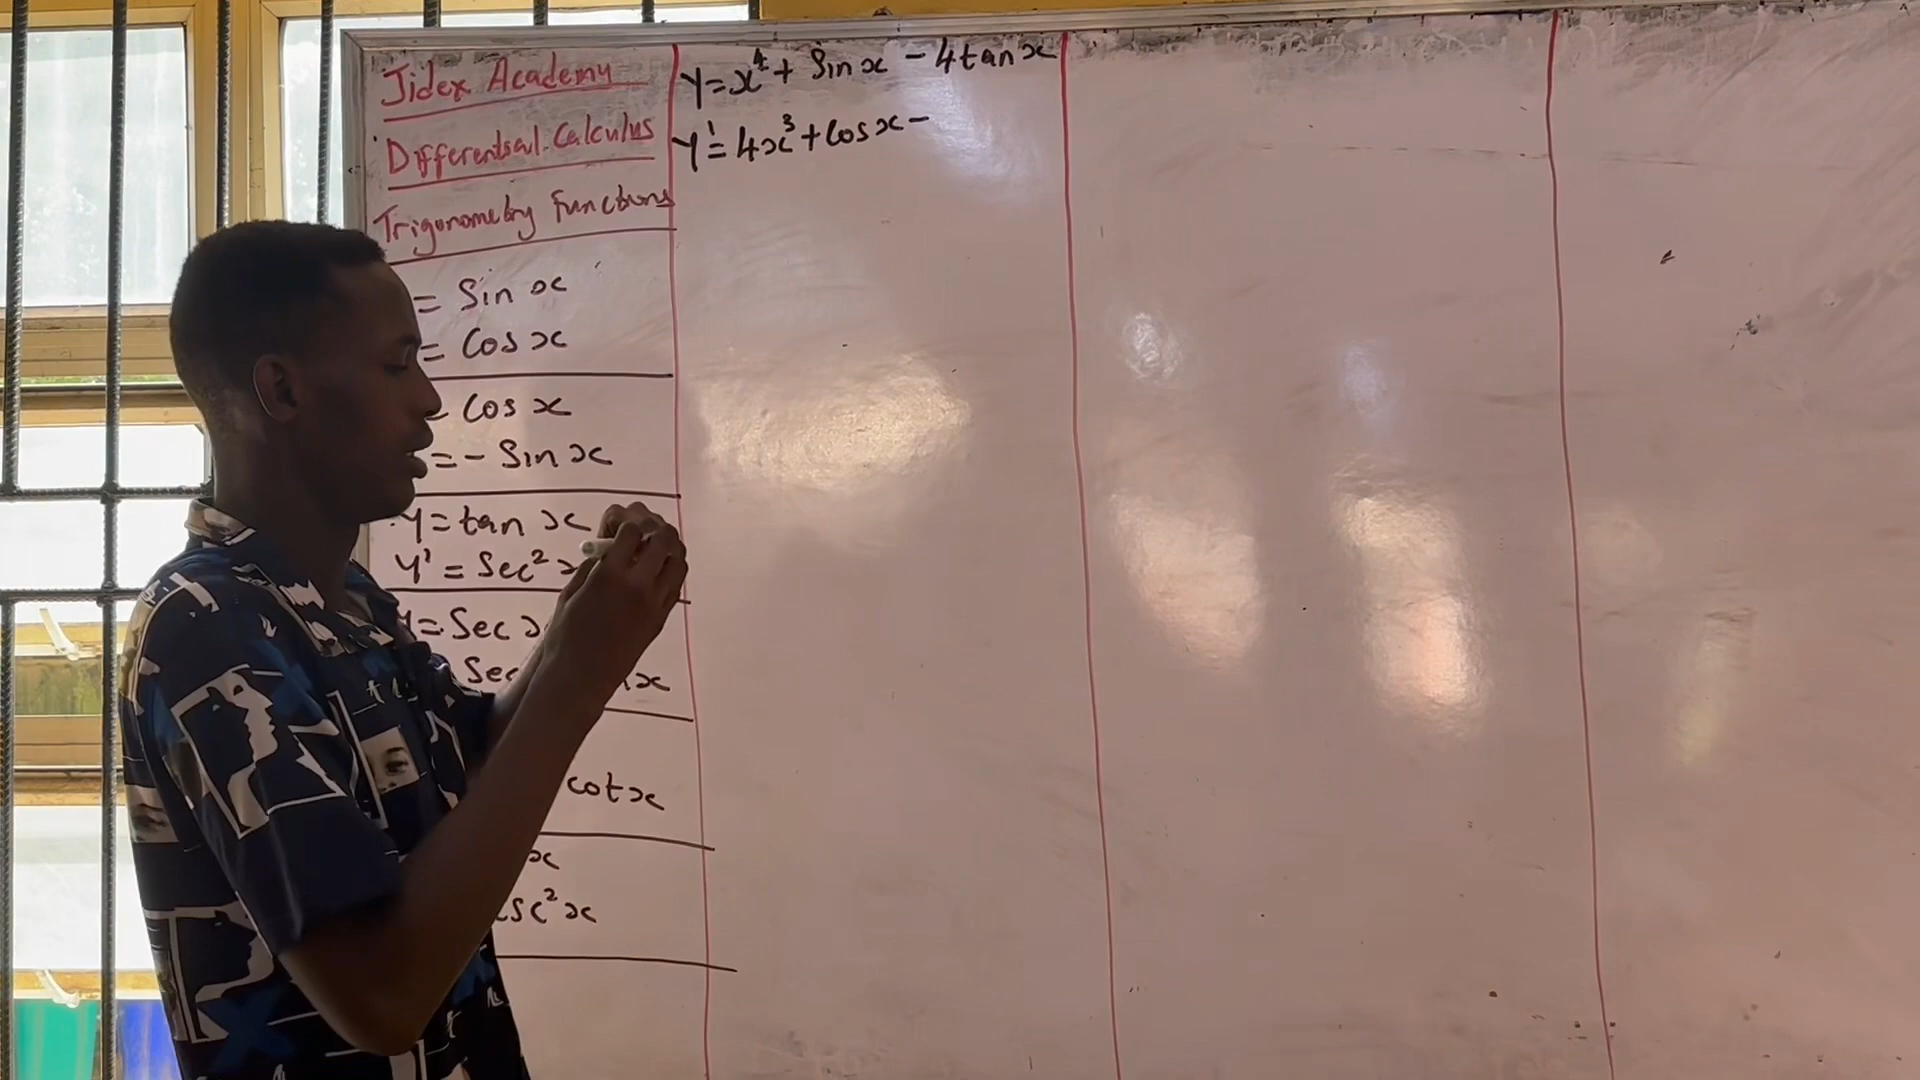 Jidex Academy
Differential Calculus
Trigonometry Functions
= Sin x
= Cos x
= Cos x
= - Sin x
Y = tan x
Y' = Sec² x
Y = Sec x
Sec x
cot x
x
sc² x
Y = x⁴ + Sin x - 4tan x
Y' = 4x³ + Cos x -